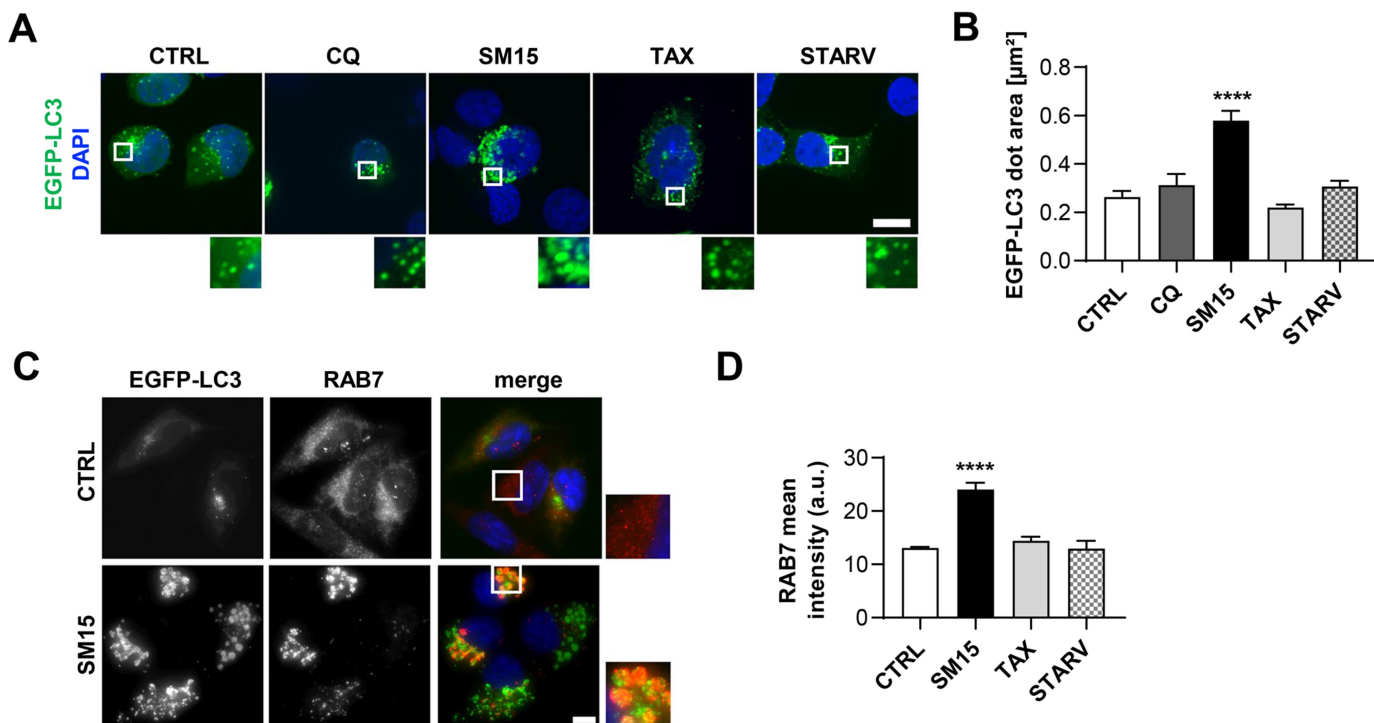 A
CTRL CQ SM15 TAX STARV
EGFP-LC3
DAPI
B
EGFP-LC3 dot area [µm²]
0.8
0.6
0.4
0.2
0.0
****
CTRL CQ SM15 TAX STARV
C
EGFP-LC3 RAB7 merge
CTRL
SM15
D
RAB7 mean
intensity (a.u.)
30
20
10
0
****
CTRL SM15 TAX STARV